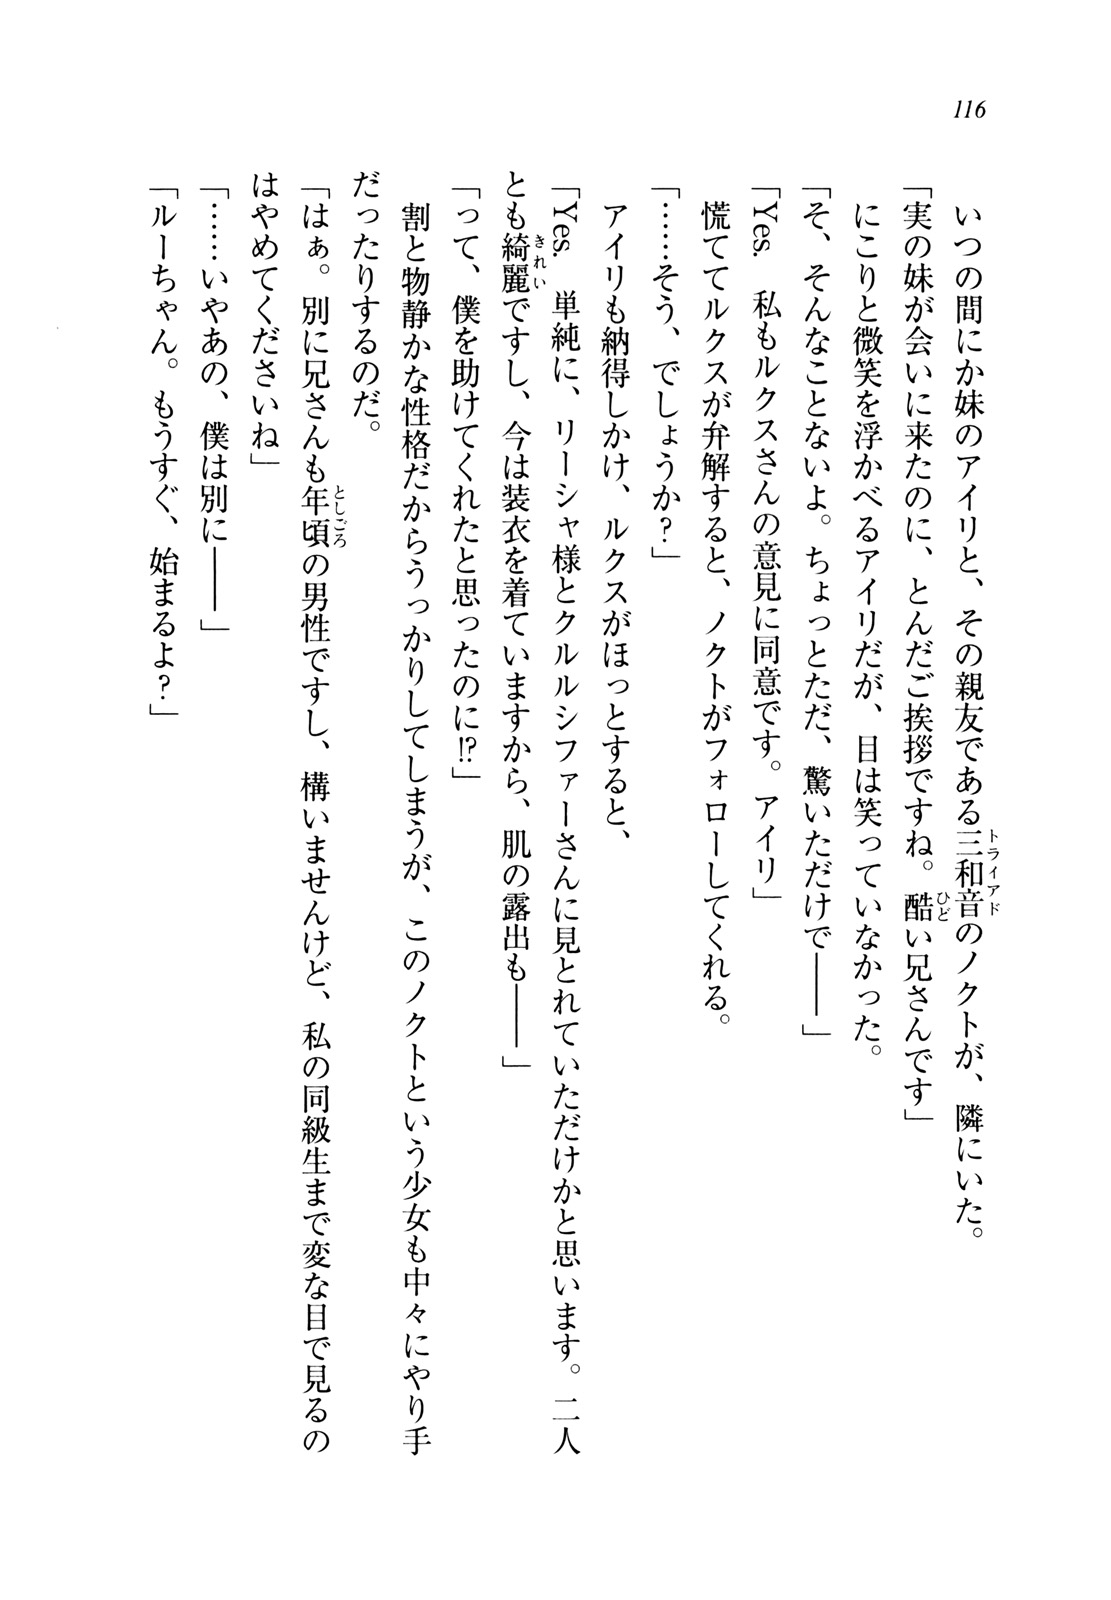 116
　いつの間にか妹のアイリと、その親友である三和音のノクトが、隣にいた。
「実の妹が会いに来たのに、とんだご挨拶ですね。酷い兄さんです」
　にこりと微笑を浮かべるアイリだが、目は笑っていなかった。
「そ、そんなことないよ。ちょっとただ、驚いただけで――」
「Yes.　私もルクスさんの意見に同意です。アイリ」
　慌ててルクスが弁解すると、ノクトがフォローしてくれる。
「……そう、でしょうか？」
　アイリも納得しかけ、ルクスがほっとすると、
「Yes.　単純に、リーシャ様とクルルシファーさんに見とれていただけかと思います。二人
とも綺麗ですし、今は装衣を着ていますから、肌の露出も――」
「って、僕を助けてくれたと思ったのに!?」
　割と物静かな性格だからうっかりしてしまうが、このノクトという少女も中々にやり手
だったりするのだ。
「はぁ。別に兄さんも年頃の男性ですし、構いませんけど、私の同級生まで変な目で見るの
はやめてくださいね」
「……いやあの、僕は別に――」
「ルーちゃん。もうすぐ、始まるよ？」
トライアド
ひど
きれい
としごろ